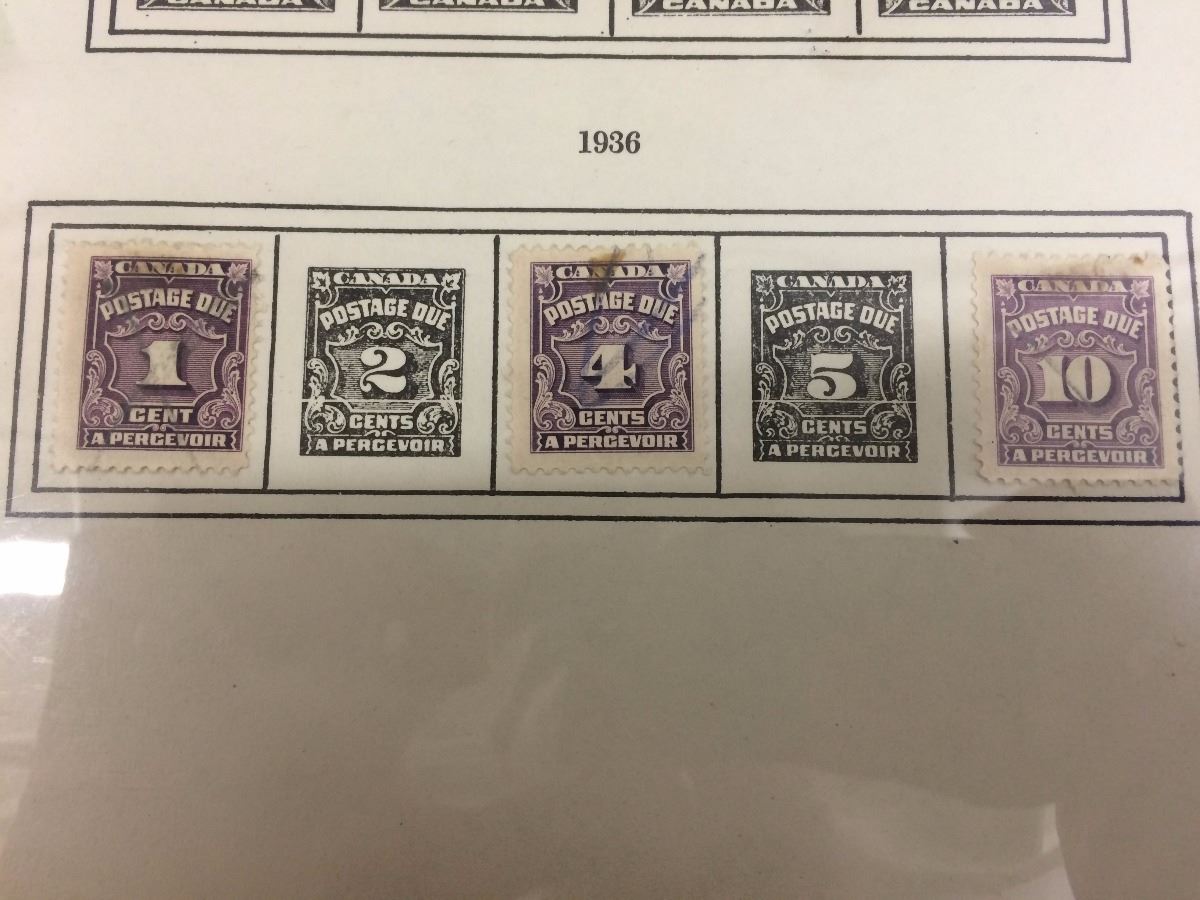 CANADA
CANADA
CANADA
CANADA
1936
CANADA
POSTAGE DUE
1
CENT
A PERCEVOIR
CANADA
POSTAGE DUE
2
CENTS
A PERCEVOIR
CANADA
POSTAGE DUE
4
CENTS
A PERCEVOIR
CANADA
POSTAGE DUE
5
CENTS
A PERCEVOIR
CANADA
POSTAGE DUE
10
CENTS
A PERCEVOIR